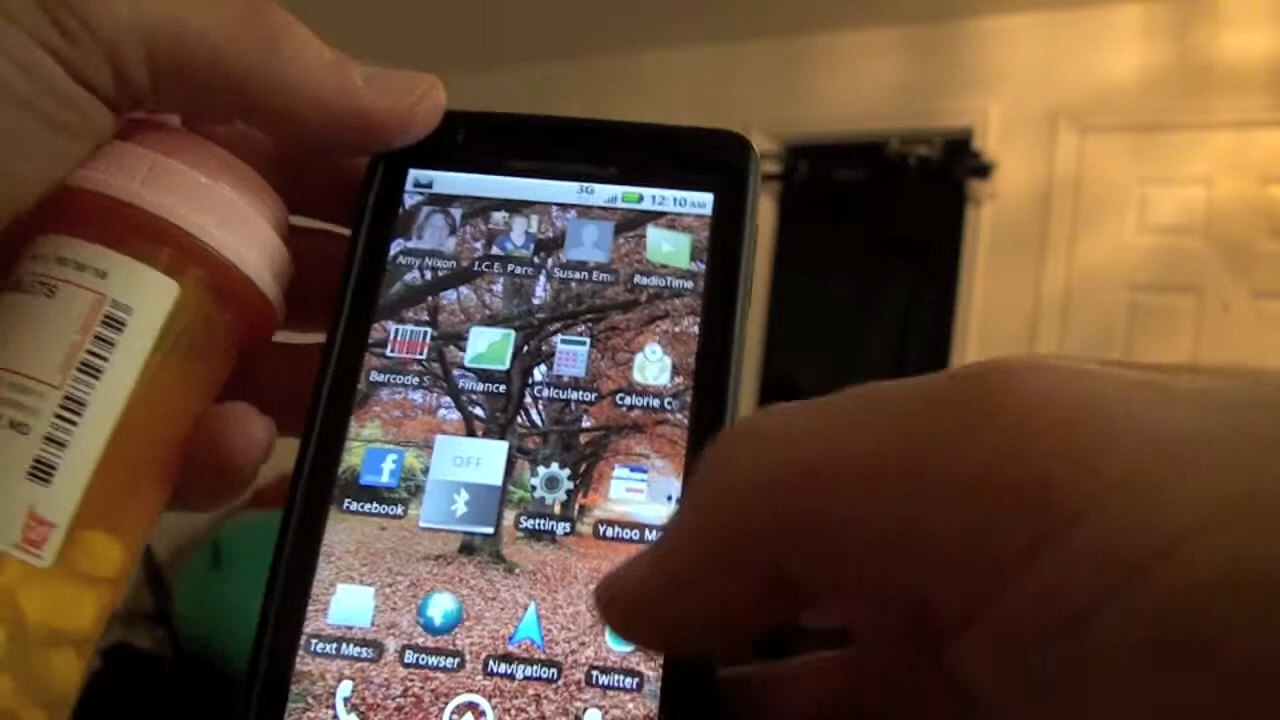 3G 12:10 AM
Amy Nixon I.C.E. Parc Susan Em RadioTime
Barcode S Finance Calculator Calorie Co
OFF
Facebook Settings Yahoo M
Text Mess Browser Navigation Twitter